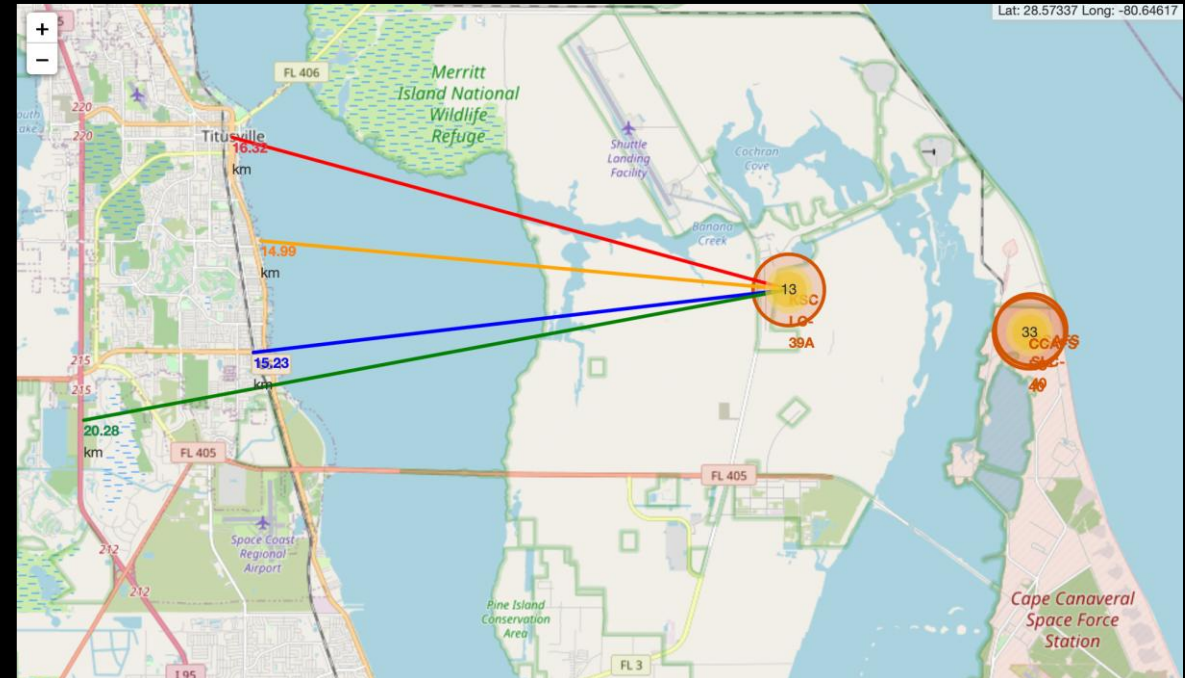 +
−
Lat: 28.57337 Long: -80.64617
FL 406
Merritt
Island National
Wildlife
Refuge
220
220
Titusville
16.32
km
Shuttle
Landing
Facility
Cochran
Cove
Banana
Creek
14.99
km
13
KSC
LC-
39A
33
40
215
215
15.23
km
20.28
km
FL 405
FL 405
Space Coast
Regional
Airport
212
212
Pine Island
Conservation
Area
Cape Canaveral
Space Force
Station
FL 3
I 95